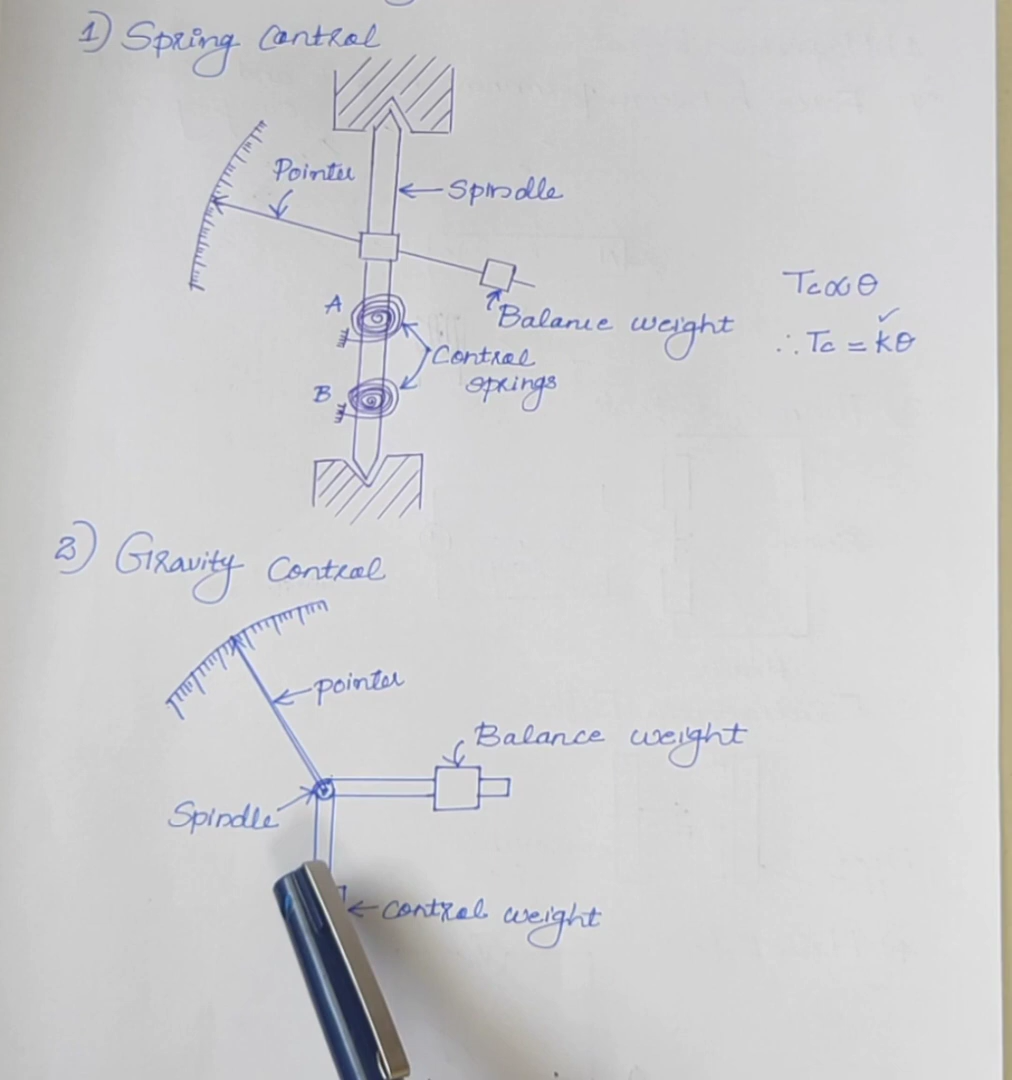 1) Spring Control
Pointer
Spindle
A
Balance weight
Control
springs
B
Tc∝θ
∴ Tc = kθ
2) Gravity Control
pointer
Balance weight
Spindle
control weight